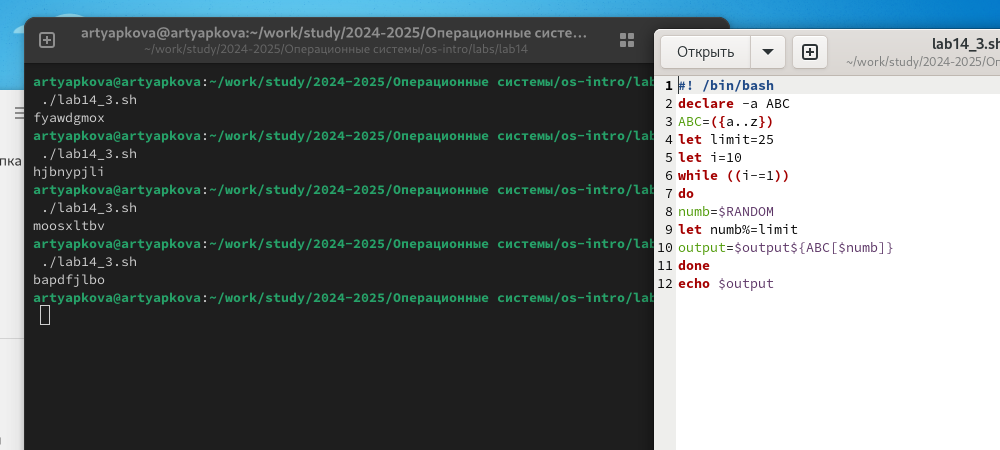 artyapkova@artyapkova:~/work/study/2024-2025/Операционные систе…
~/work/study/2024-2025/Операционные системы/os-intro/labs/lab14
artyapkova@artyapkova:~/work/study/2024-2025/Операционные системы/os-intro/lab
./lab14_3.sh
fyawdgmox
artyapkova@artyapkova:~/work/study/2024-2025/Операционные системы/os-intro/lab
./lab14_3.sh
hjbnypjli
artyapkova@artyapkova:~/work/study/2024-2025/Операционные системы/os-intro/lab
./lab14_3.sh
moosxltbv
artyapkova@artyapkova:~/work/study/2024-2025/Операционные системы/os-intro/lab
./lab14_3.sh
bapdfjlbo
artyapkova@artyapkova:~/work/study/2024-2025/Операционные системы/os-intro/lab
пка
Открыть
lab14_3.sh
~/work/study/2024-2025/Оп
1 #! /bin/bash
2 declare -a ABC
3 ABC=({a..z})
4 let limit=25
5 let i=10
6 while ((i-=1))
7 do
8 numb=$RANDOM
9 let numb%=limit
10 output=$output${ABC[$numb]}
11 done
12 echo $output